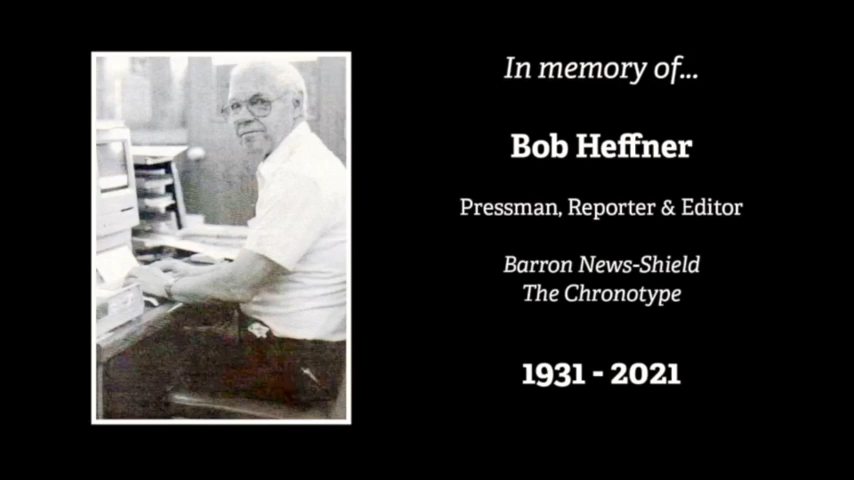 In memory of...
Bob Heffner
Pressman, Reporter & Editor
Barron News-Shield
The Chronotype
1931 - 2021